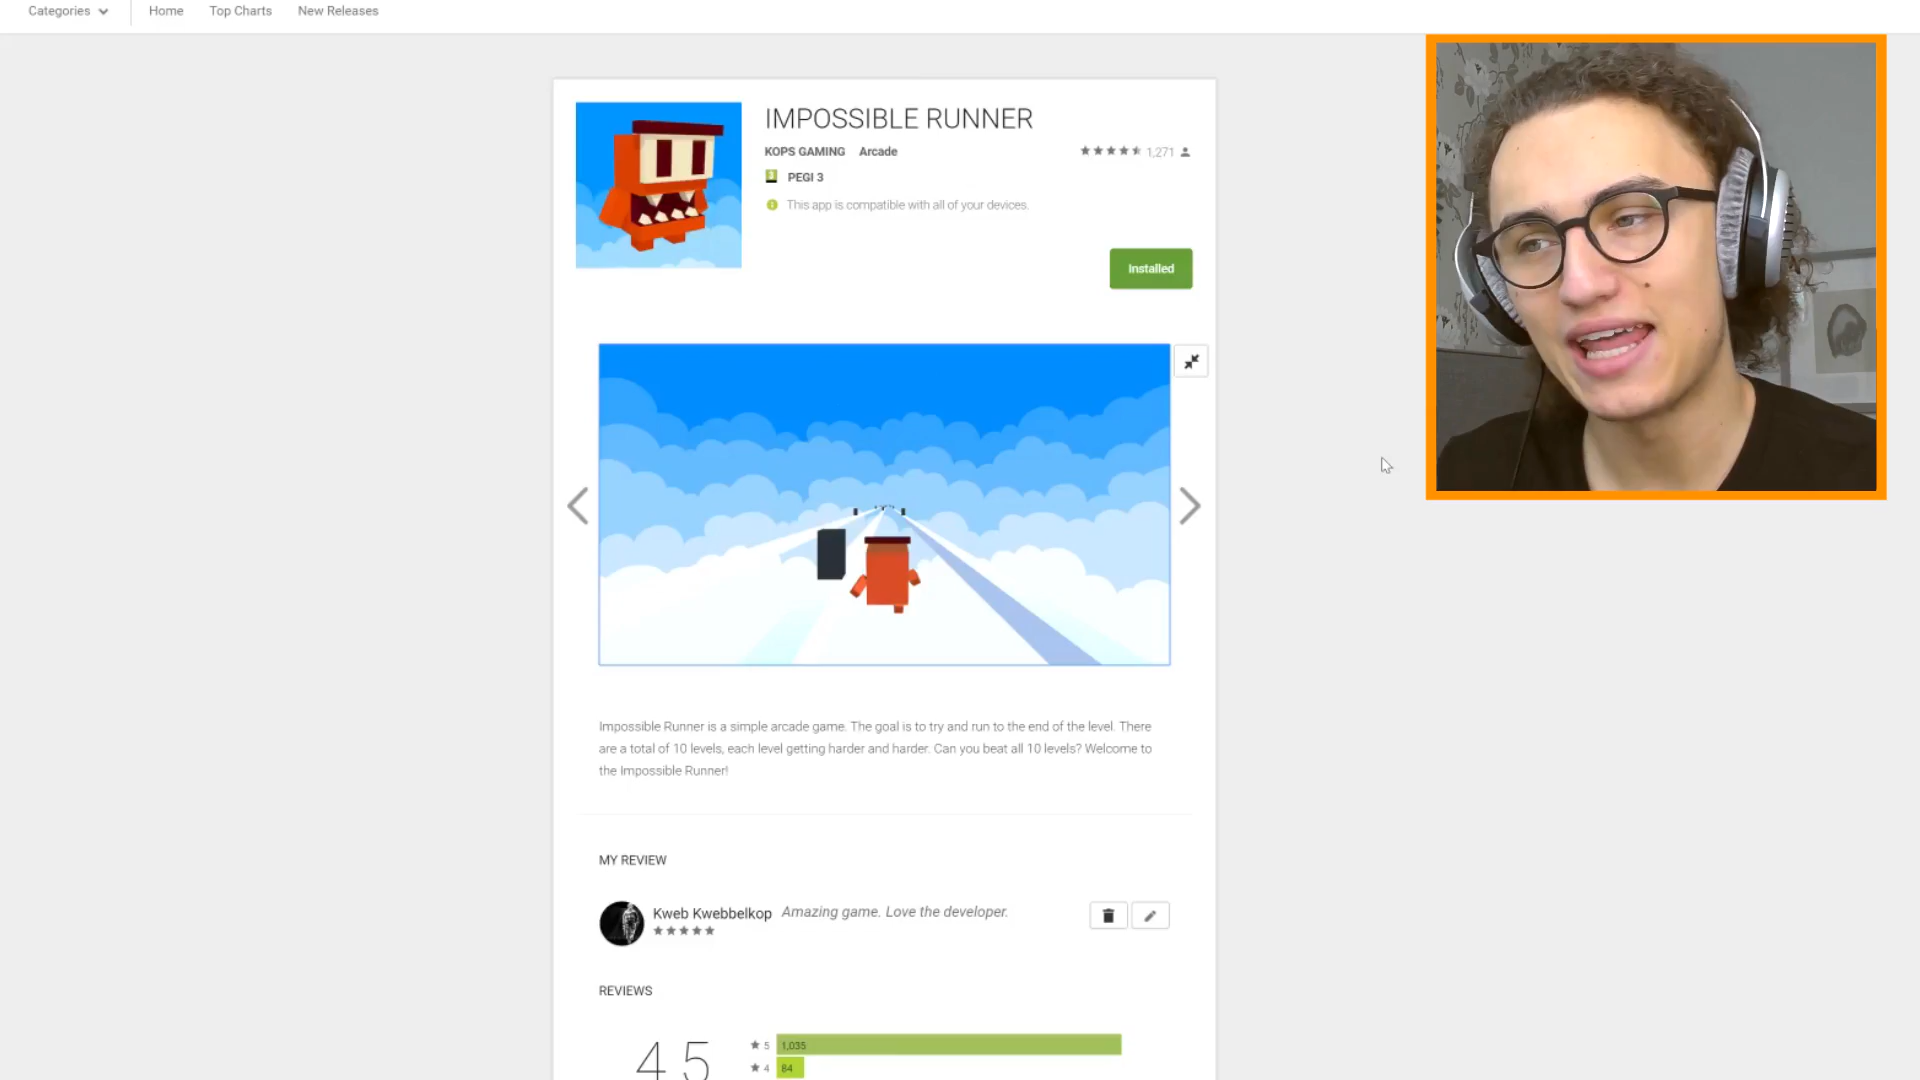 Categories
Home
Top Charts
New Releases
IMPOSSIBLE RUNNER
KOPS GAMING Arcade
1,271
PEGI 3
This app is compatible with all of your devices.
Installed
Impossible Runner is a simple arcade game. The goal is to try and run to the end of the level. There
are a total of 10 levels, each level getting harder and harder. Can you beat all 10 levels? Welcome to
the Impossible Runner!
MY REVIEW
Kweb Kwebbelkop Amazing game. Love the developer.
REVIEWS
4.5
5 1,035
4 84